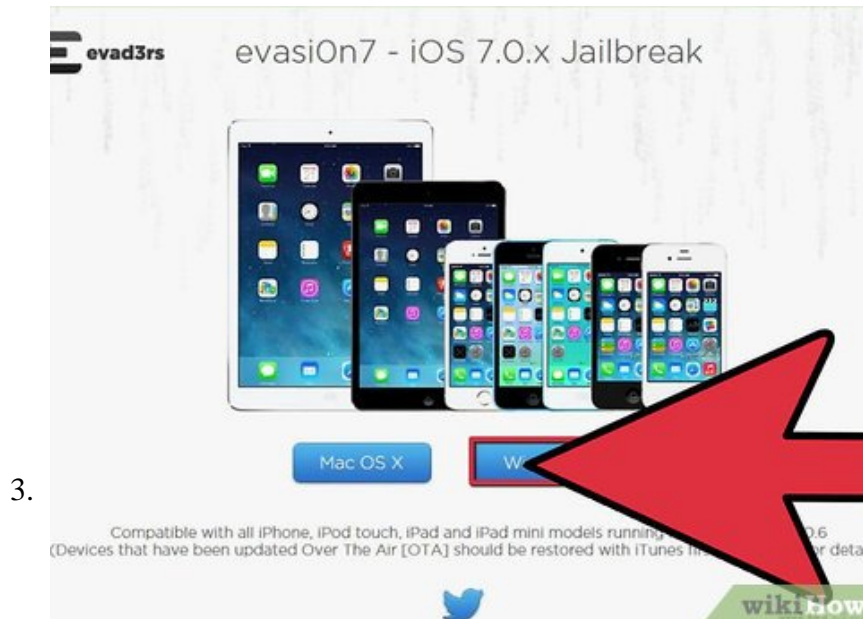 evad3rs
evasi0n7 - iOS 7.0.x Jailbreak
Mac OS X
3.
Compatible with all iPhone, iPod touch, iPad and iPad mini models running
(Devices that have been updated Over The Air [OTA] should be restored with iTunes
wikiHow